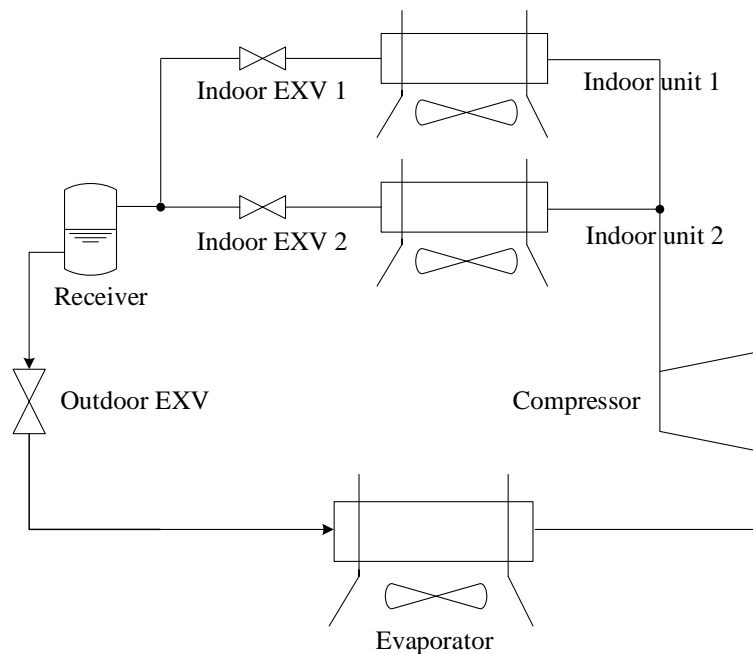 Indoor EXV 1
Indoor unit 1
Indoor EXV 2
Indoor unit 2
Receiver
Outdoor EXV
Compressor
Evaporator